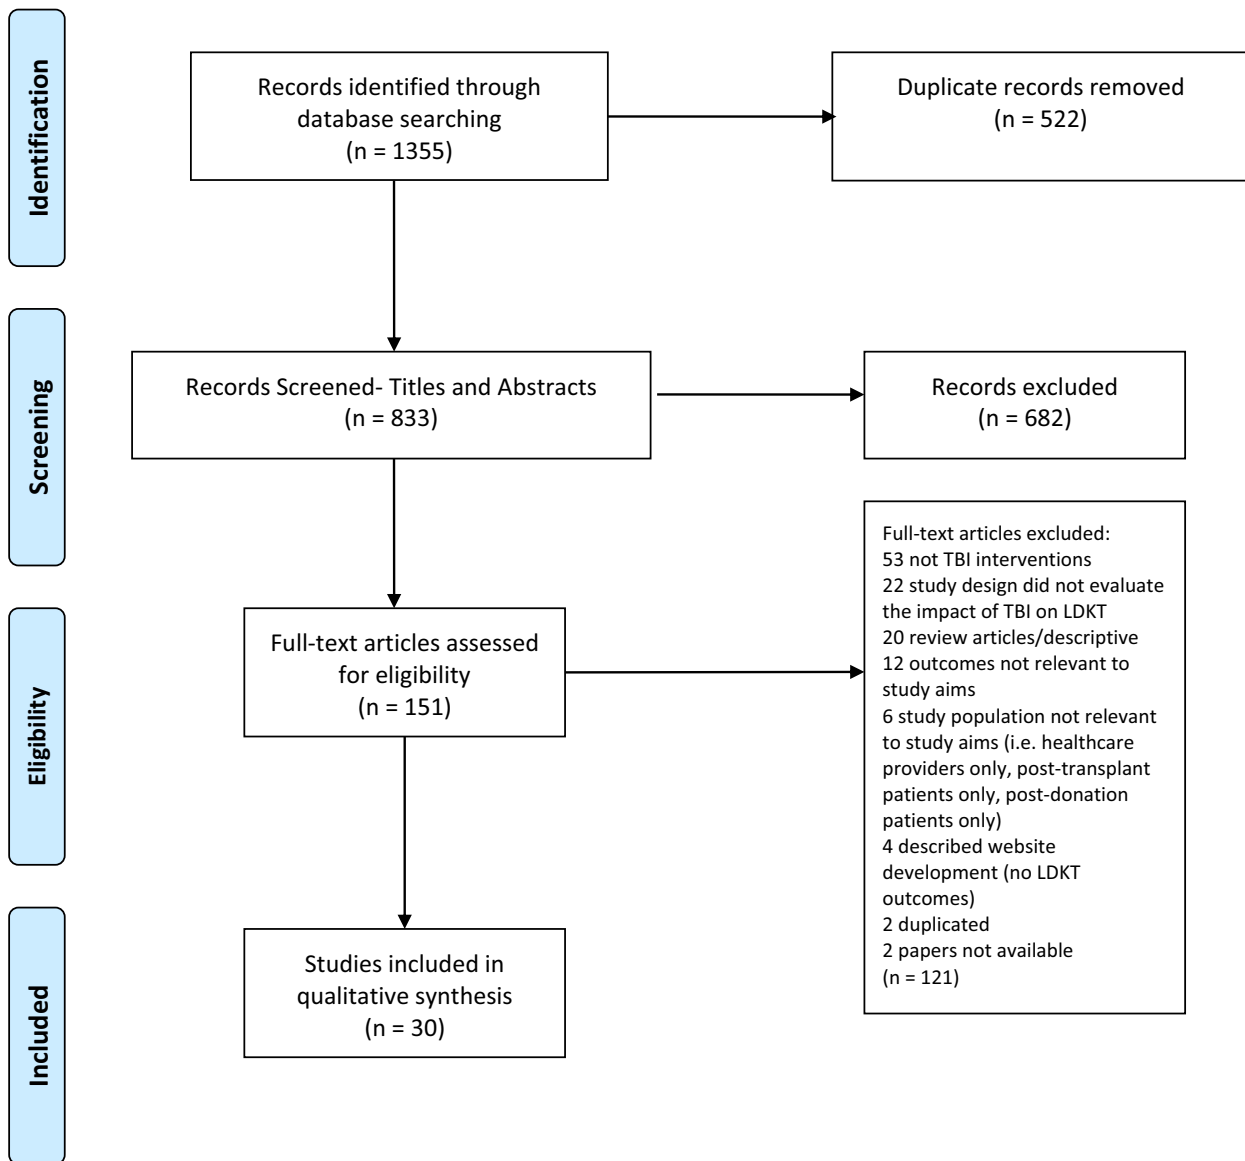 Identification
Records identified through
database searching
(n = 1355)
Duplicate records removed
(n = 522)
Screening
Records Screened- Titles and Abstracts
(n = 833)
Records excluded
(n = 682)
Eligibility
Full-text articles assessed
for eligibility
(n = 151)
Full-text articles excluded:
53 not TBI interventions
22 study design did not evaluate
the impact of TBI on LDKT
20 review articles/descriptive
12 outcomes not relevant to
study aims
6 study population not relevant
to study aims (i.e. healthcare
providers only, post-transplant
patients only, post-donation
patients only)
4 described website
development (no LDKT
outcomes)
2 duplicated
2 papers not available
(n = 121)
Included
Studies included in
qualitative synthesis
(n = 30)